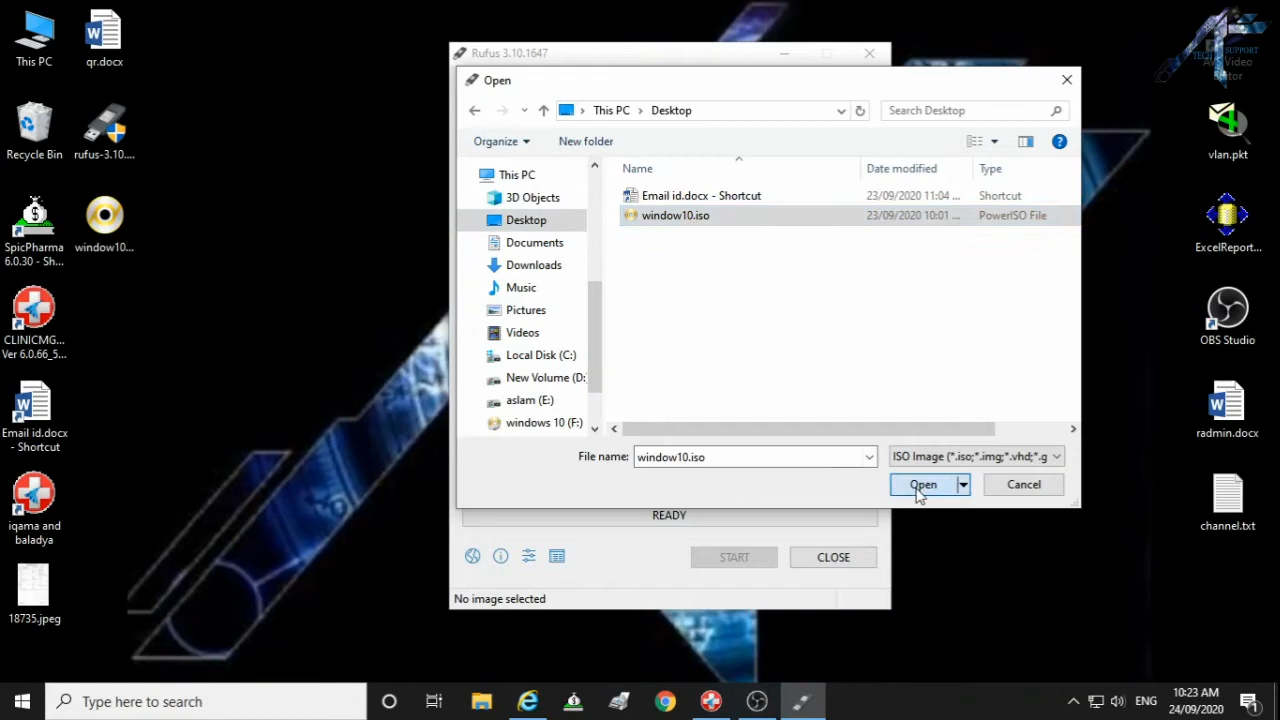 This PC
qr.docx
Recycle Bin
rufus-3.10....
SpicPharma
6.0.30 - Sh...
window10...
CLINICMG...
Ver 6.0.66_5...
Email id.docx
- Shortcut
iqama and
baladya
18735.jpeg
Rufus 3.10.1647
Open
This PC
Desktop
Search Desktop
Organize
New folder
Name
Date modified
Type
Email id.docx - Shortcut
23/09/2020 11:04 ...
Shortcut
window10.iso
23/09/2020 10:01 ...
PowerISO File
This PC
3D Objects
Desktop
Documents
Downloads
Music
Pictures
Videos
Local Disk (C:)
New Volume (D:
aslam (E:)
windows 10 (F:)
File name:
window10.iso
ISO Image (*.iso;*.img;*.vhd;*.g
Open
Cancel
READY
START
CLOSE
No image selected
TECH SUPPORT
AVS Video
Editor
vlan.pkt
ExcelReport...
OBS Studio
radmin.docx
channel.txt
Type here to search
ENG
10:23 AM
24/09/2020
1